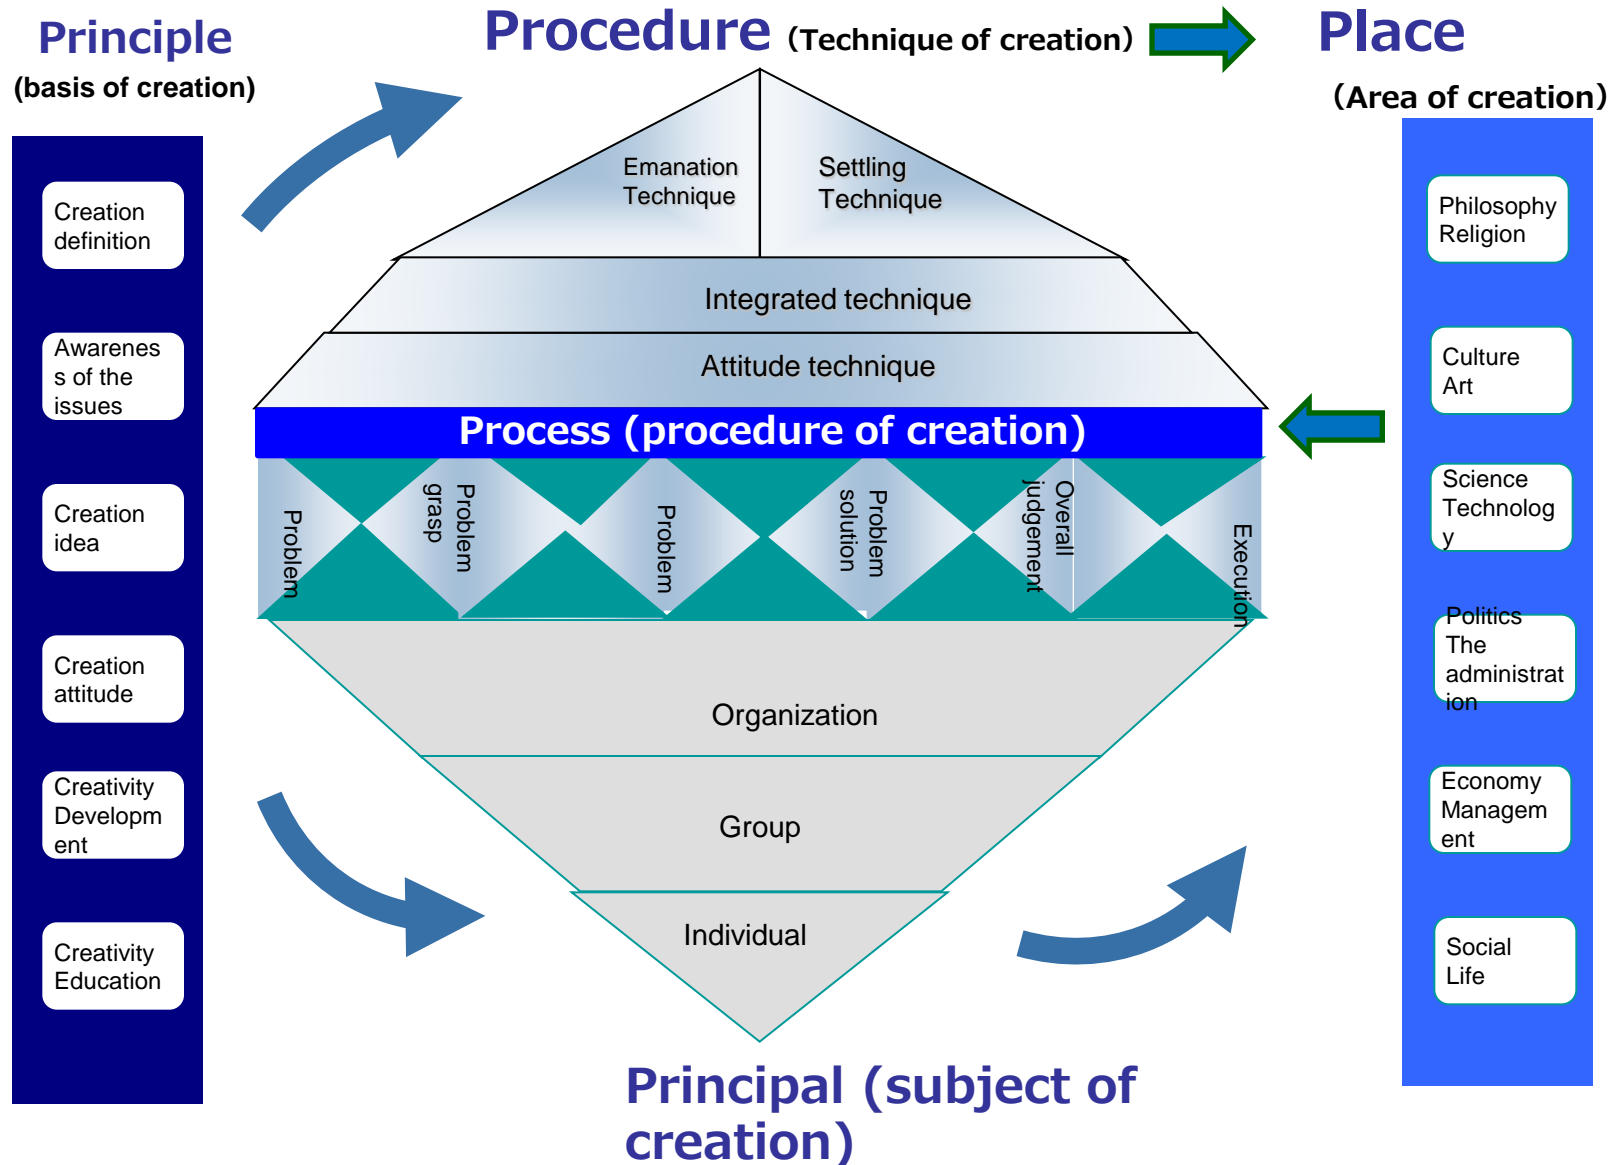 Principle
(basis of creation)
Creation
definition
Awarenes
s of the
issues
Creation
idea
Creation
attitude
Creativity
Developm
ent
Creativity
Education
Procedure (Technique of creation)
Emanation
Technique
Settling
Technique
Integrated technique
Attitude technique
Process (procedure of creation)
Problem
Problem
grasp
Problem
Problem
solution
Overall
judgement
Execution
Organization
Group
Individual
Principal (subject of
creation)
Place
(Area of creation)
Philosophy
Religion
Culture
Art
Science
Technolog
y
Politics
The
administrat
ion
Economy
Managem
ent
Social
Life